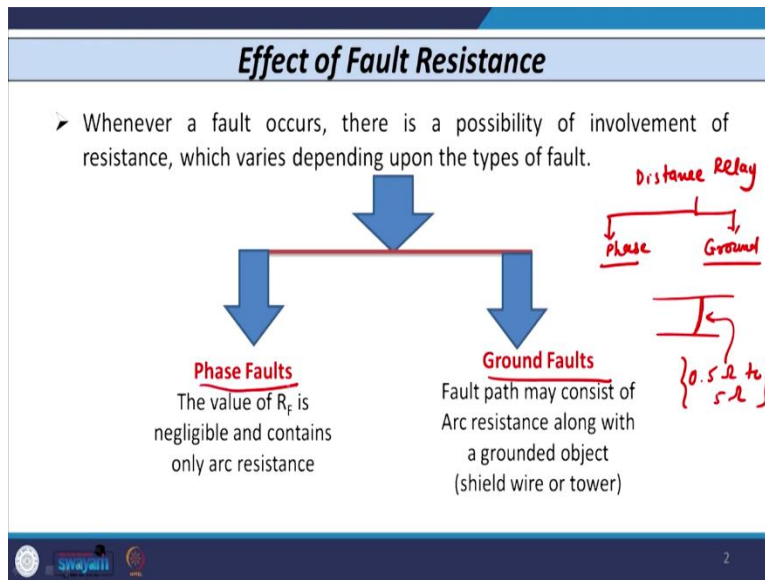 Effect of Fault Resistance
➤ Whenever a fault occurs, there is a possibility of involvement of
resistance, which varies depending upon the types of fault.
Distance Relay
Phase
Ground
Phase Faults
The value of R_F is
negligible and contains
only arc resistance
Ground Faults
Fault path may consist of
Arc resistance along with
a grounded object
(shield wire or tower)
{0.5 Ω to
5 Ω }
swayam
2